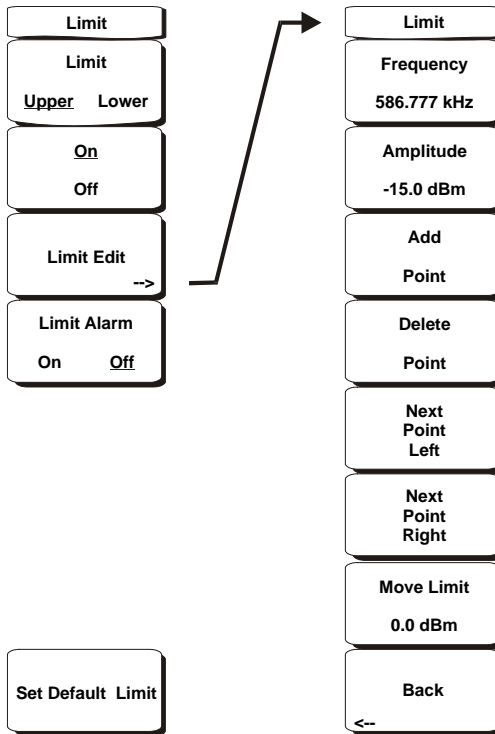 Limit
Limit
Upper Lower
On
Off
Limit Edit
-->
Limit Alarm
On Off
Set Default Limit
Limit
Frequency
586.777 kHz
Amplitude
-15.0 dBm
Add
Point
Delete
Point
Next
Point
Left
Next
Point
Right
Move Limit
0.0 dBm
Back
<--